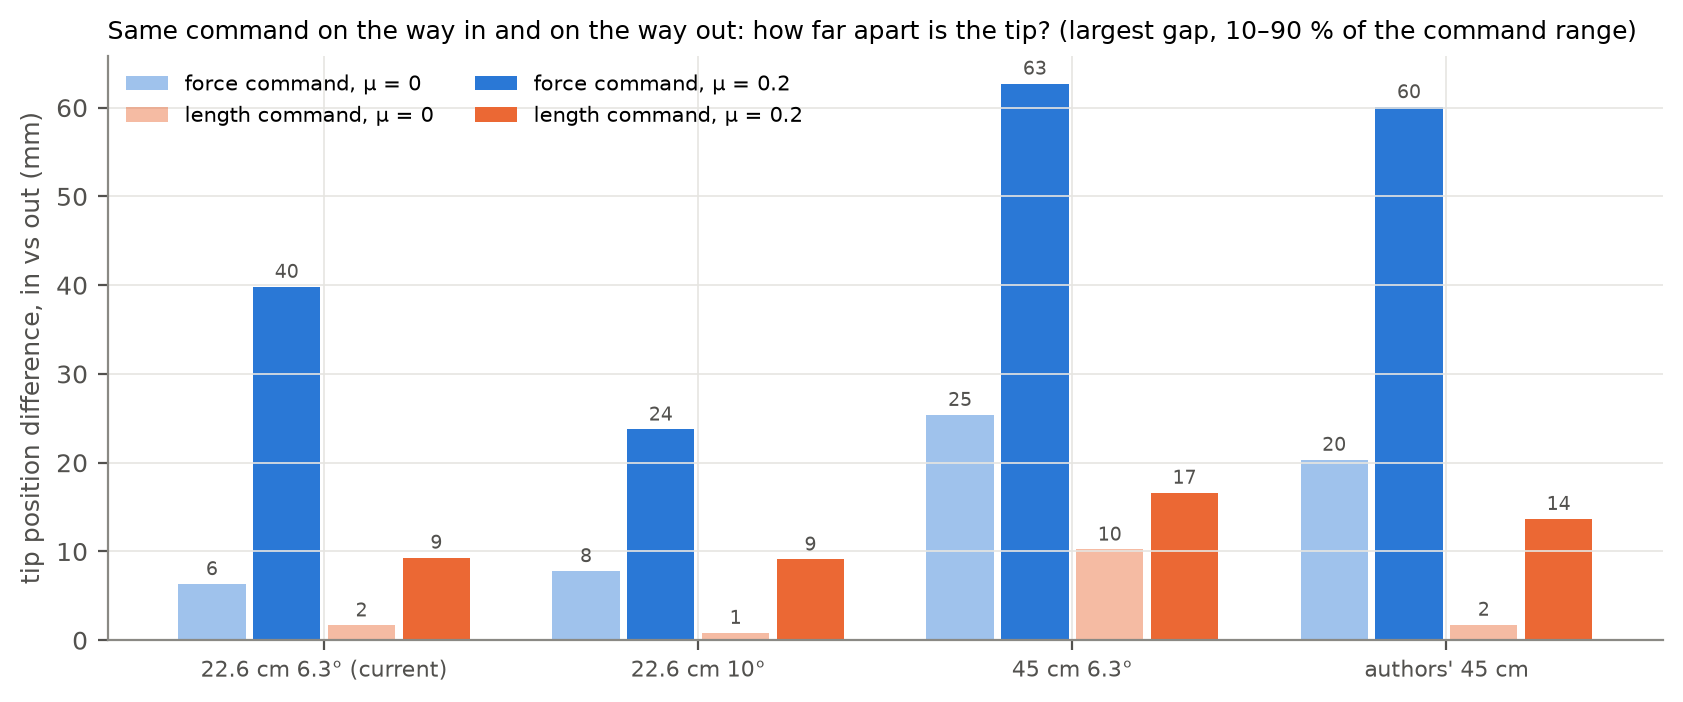 Same command on the way in and on the way out: how far apart is the tip? (largest gap, 10–90 % of the command range)
force command, μ = 0
force command, μ = 0.2
length command, μ = 0
length command, μ = 0.2
tip position difference, in vs out (mm)
60
50
40
30
20
10
0
6
40
2
9
8
24
1
9
25
63
10
17
20
60
2
14
22.6 cm 6.3° (current)
22.6 cm 10°
45 cm 6.3°
authors' 45 cm